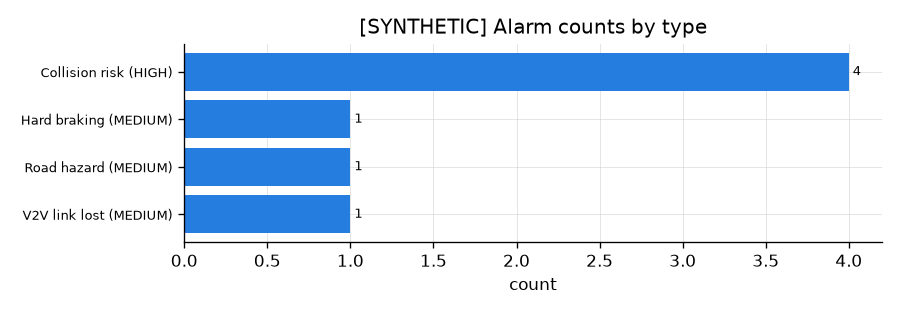 [SYNTHETIC] Alarm counts by type
Collision risk (HIGH) 4
Hard braking (MEDIUM) 1
Road hazard (MEDIUM) 1
V2V link lost (MEDIUM) 1
0.0 0.5 1.0 1.5 2.0 2.5 3.0 3.5 4.0
count